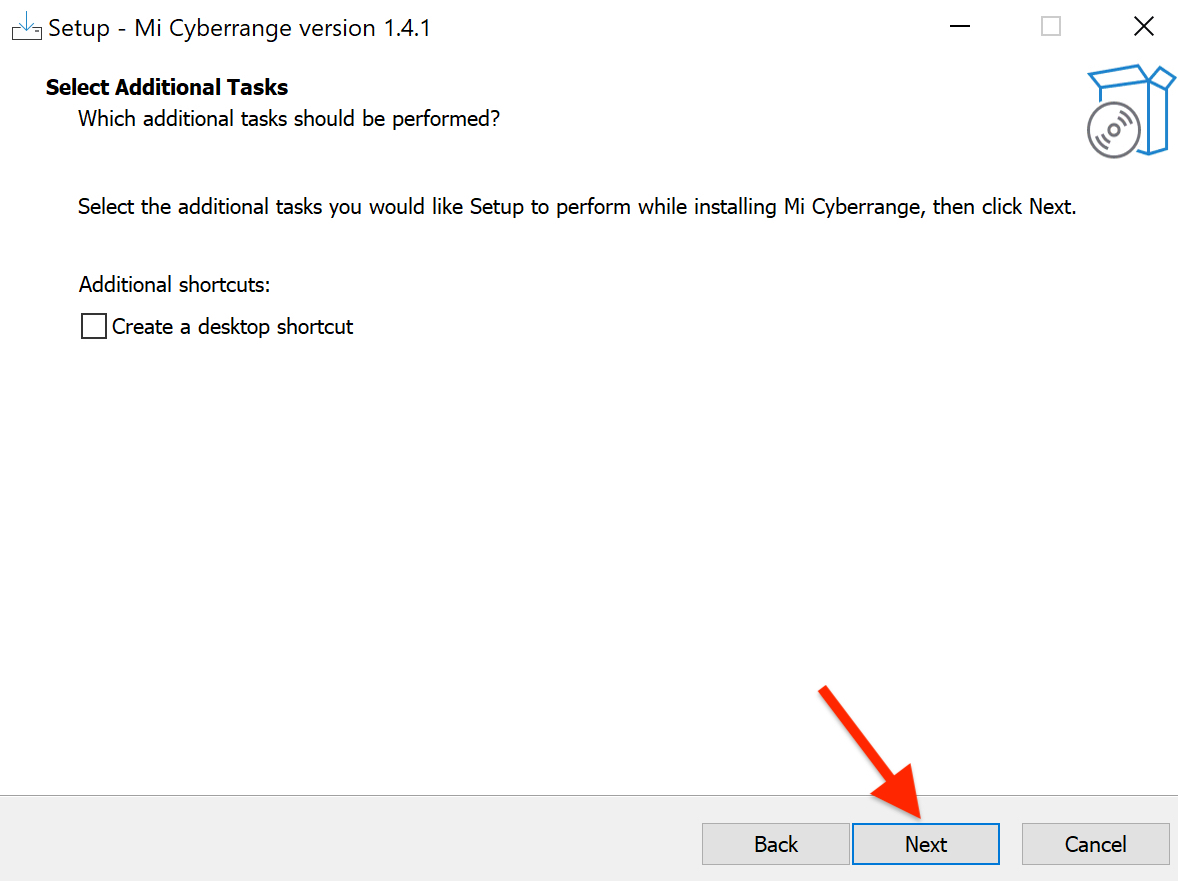 Setup - Mi Cyberrange version 1.4.1
Select Additional Tasks
Which additional tasks should be performed?
Select the additional tasks you would like Setup to perform while installing Mi Cyberrange, then click Next.
Additional shortcuts:
Create a desktop shortcut
Back Next Cancel